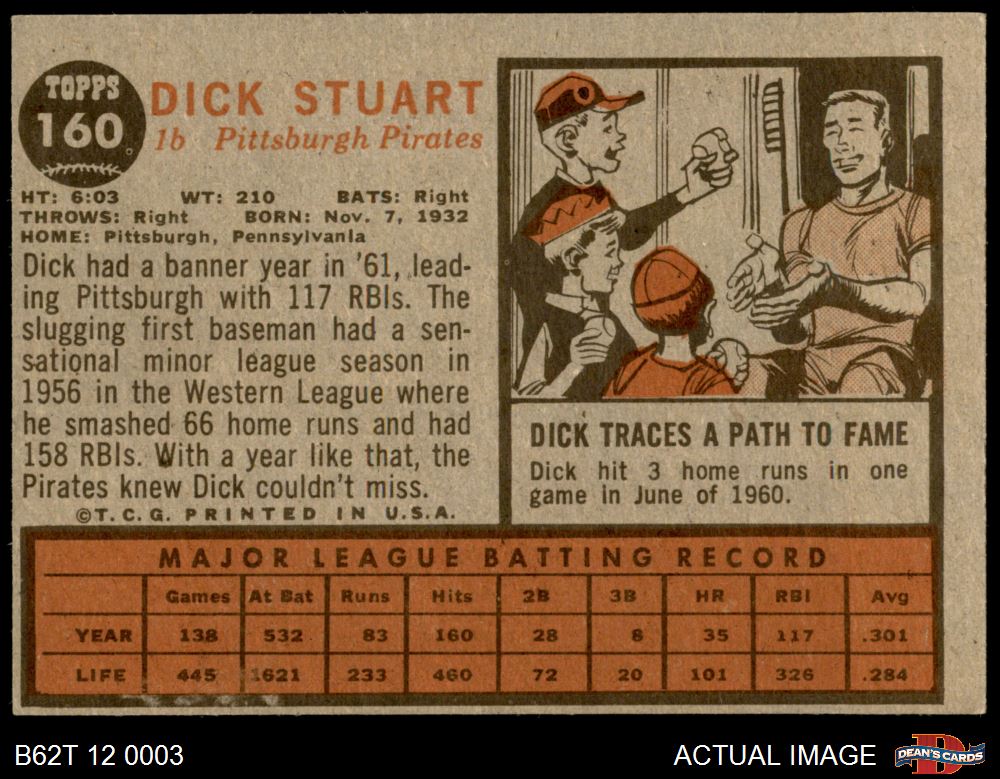 TOPPS
160
DICK STUART
1b Pittsburgh Pirates
HT: 6:03 WT: 210 BATS: Right
THROWS: Right BORN: Nov. 7, 1932
HOME: Pittsburgh, Pennsylvania
Dick had a banner year in '61, lead-
ing Pittsburgh with 117 RBIs. The
slugging first baseman had a sen-
sational minor league season in
1956 in the Western League where
he smashed 66 home runs and had
158 RBIs. With a year like that, the
Pirates knew Dick couldn't miss.
©T. C. G. PRINTED IN U.S.A.
DICK TRACES A PATH TO FAME
Dick hit 3 home runs in one
game in June of 1960.
MAJOR LEAGUE BATTING RECORD
Games At Bat Runs Hits 2B 3B HR RBI Avg
YEAR 138 532 83 160 28 8 35 117 .301
LIFE 445 1621 233 460 72 20 101 326 .284
B62T 12 0003
ACTUAL IMAGE
DEAN'S CARDS